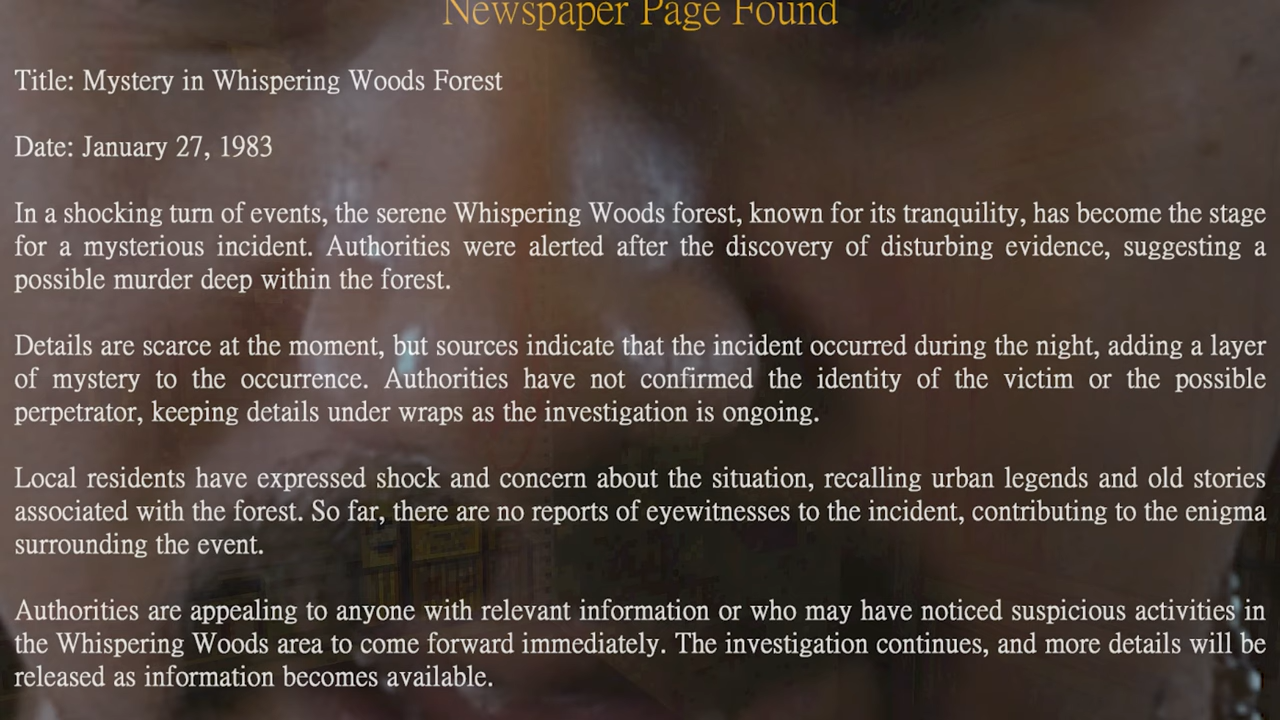 Newspaper Page Found
Title: Mystery in Whispering Woods Forest
Date: January 27, 1983
In a shocking turn of events, the serene Whispering Woods forest, known for its tranquility, has become the stage
for a mysterious incident. Authorities were alerted after the discovery of disturbing evidence, suggesting a
possible murder deep within the forest.
Details are scarce at the moment, but sources indicate that the incident occurred during the night, adding a layer
of mystery to the occurrence. Authorities have not confirmed the identity of the victim or the possible
perpetrator, keeping details under wraps as the investigation is ongoing.
Local residents have expressed shock and concern about the situation, recalling urban legends and old stories
associated with the forest. So far, there are no reports of eyewitnesses to the incident, contributing to the enigma
surrounding the event.
Authorities are appealing to anyone with relevant information or who may have noticed suspicious activities in
the Whispering Woods area to come forward immediately. The investigation continues, and more details will be
released as information becomes available.